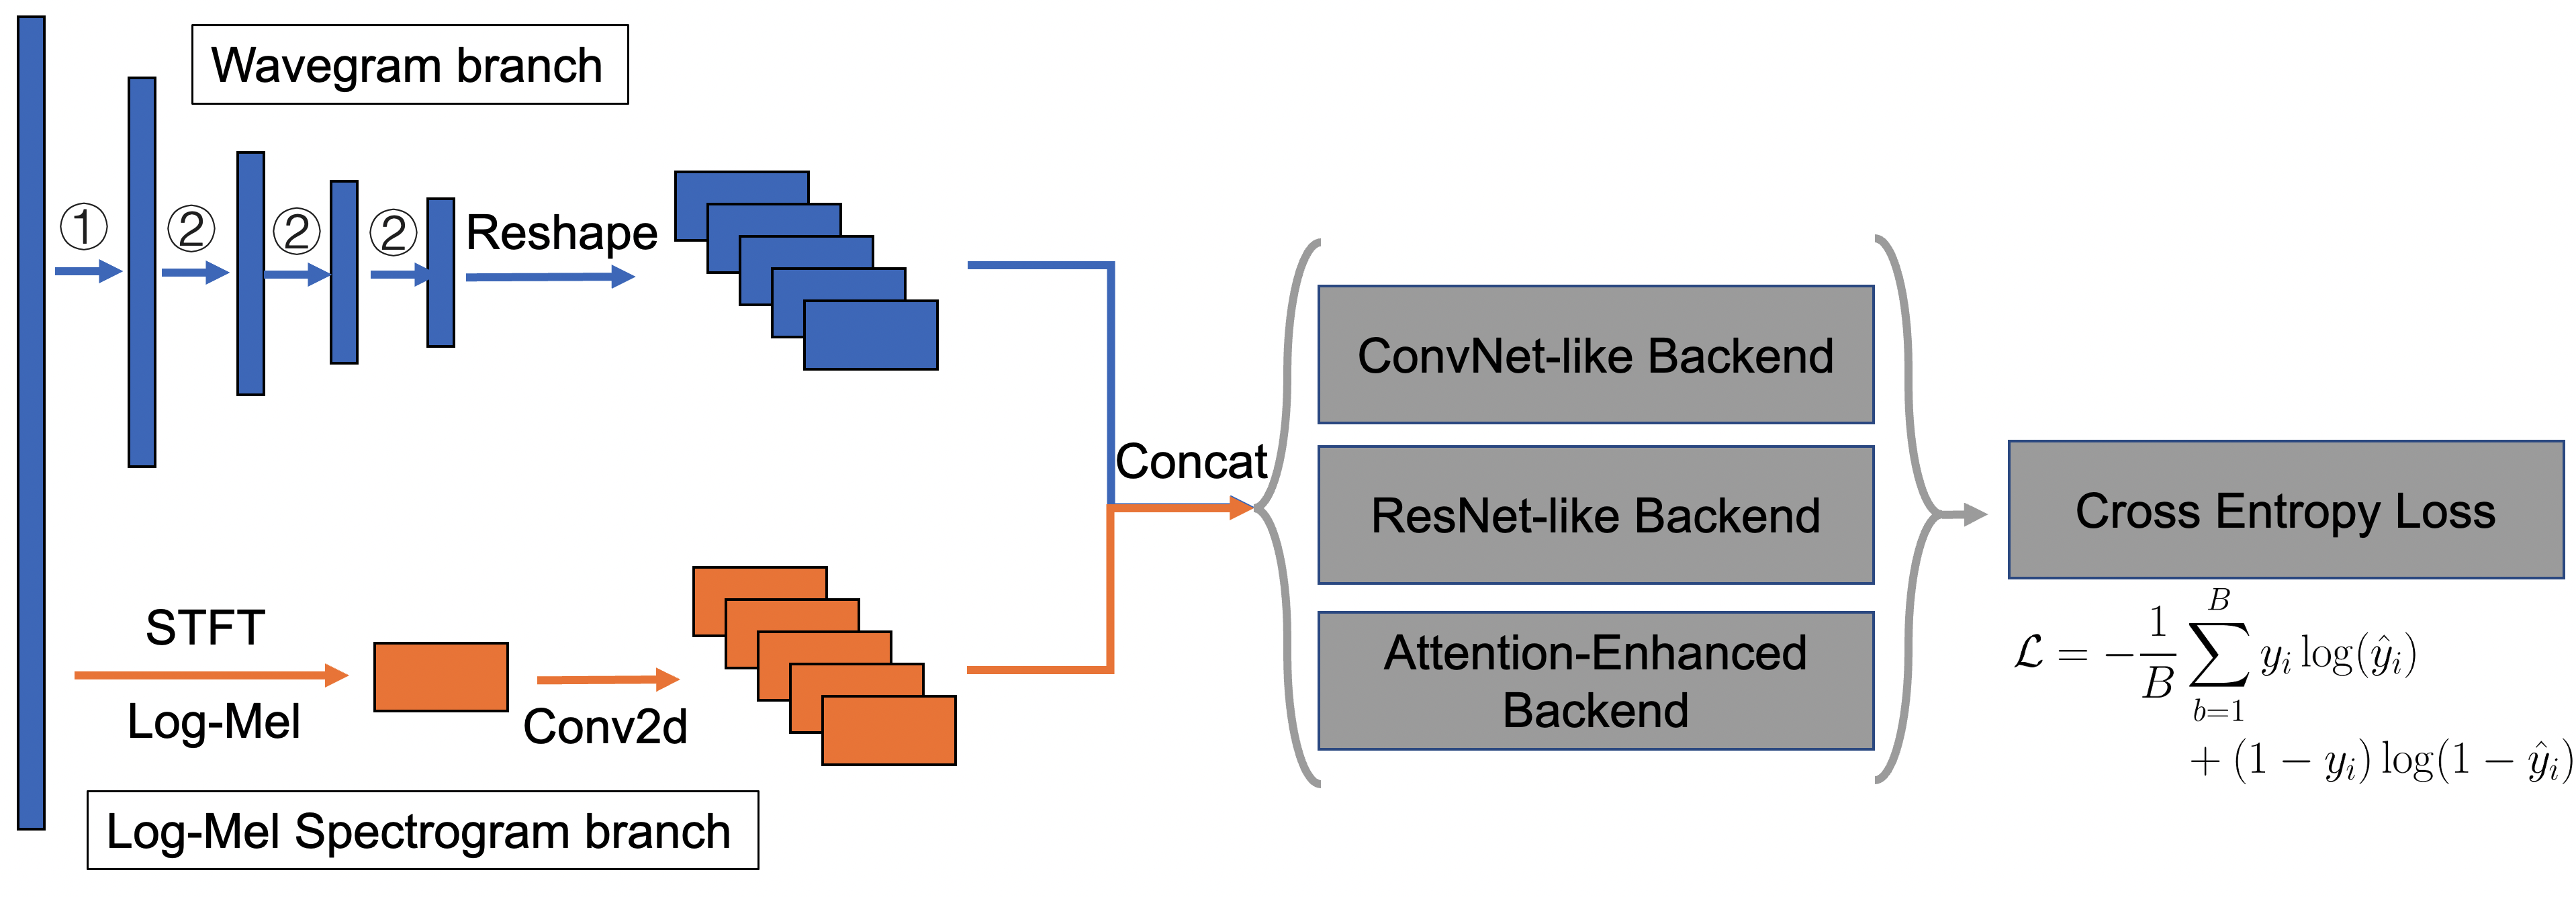 Wavegram branch
① ② ② ② Reshape
STFT
Log-Mel
Conv2d
Log-Mel Spectrogram branch
Concat
ConvNet-like Backend
ResNet-like Backend
Attention-Enhanced
Backend
Cross Entropy Loss
$\mathcal{L} = -\frac{1}{B} \sum_{b=1}^{B} y_i \log(\hat{y}_i)$
$+ (1 - y_i) \log(1 - \hat{y}_i)$